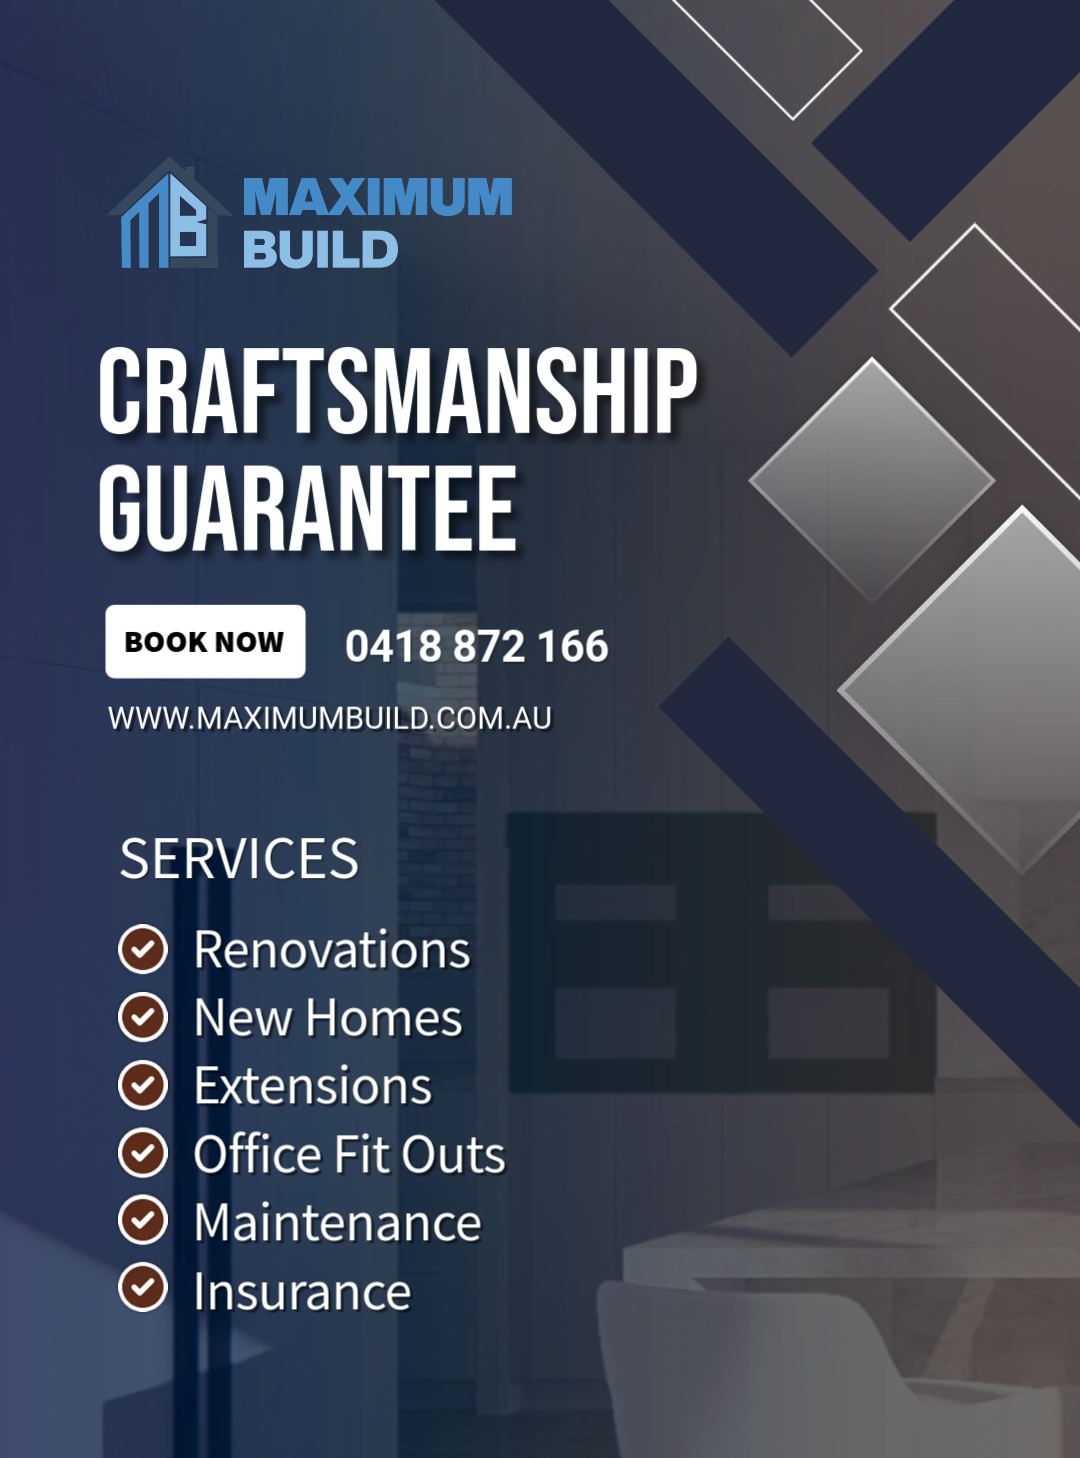 MAXIMUM
BUILD
CRAFTSMANSHIP
GUARANTEE
BOOK NOW
0418 872 166
WWW.MAXIMUMBUILD.COM.AU
SERVICES
Renovations
New Homes
Extensions
Office Fit Outs
Maintenance
Insurance